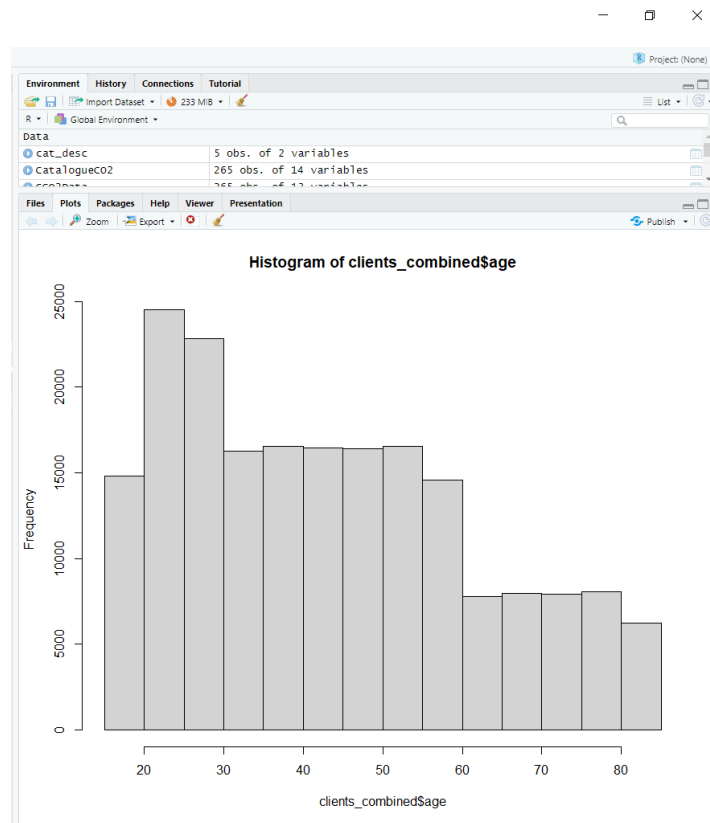 Project: (None)
Environment History Connections Tutorial
Import Dataset 233 MiB List
R Global Environment
Data
cat_desc 5 obs. of 2 variables
CatalogueCO2 265 obs. of 14 variables
Files Plots Packages Help Viewer Presentation
Zoom Export Publish
Histogram of clients_combined$age
25000
20000
15000
10000
5000
0
Frequency
20 30 40 50 60 70 80
clients_combined$age